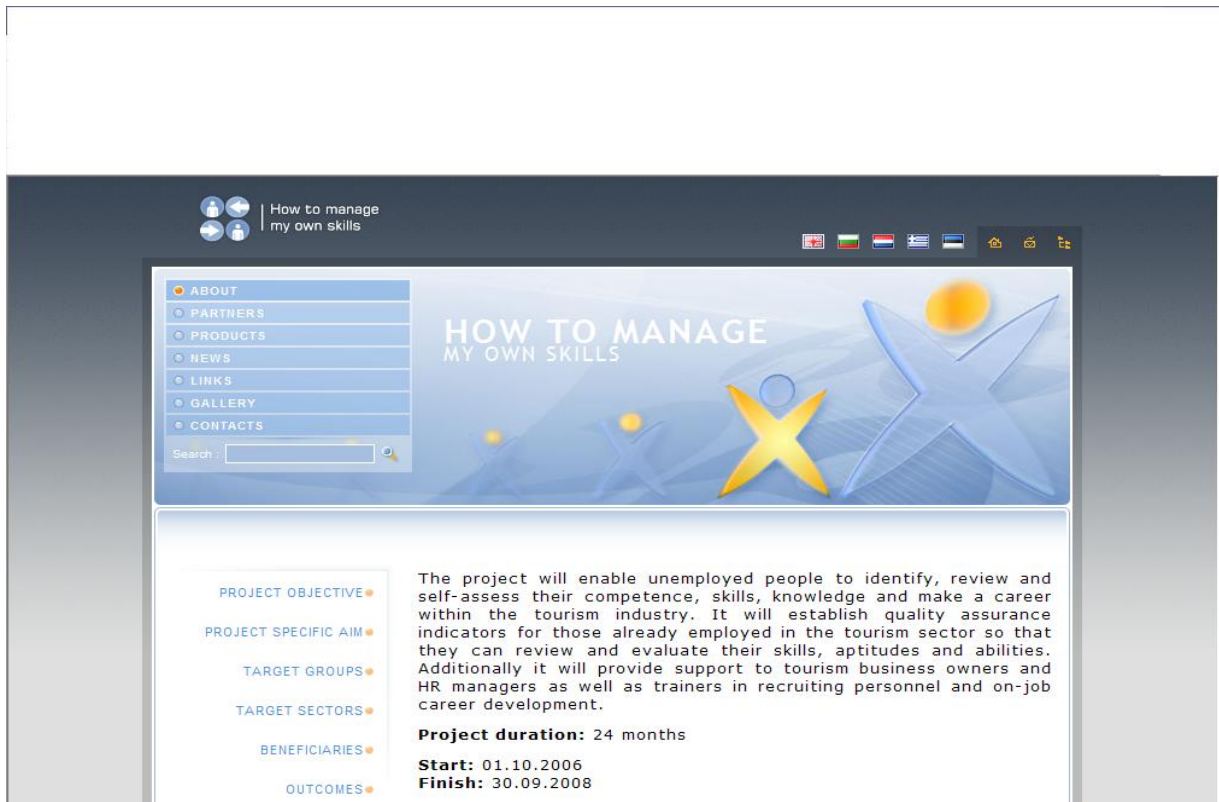 How to manage
my own skills
ABOUT
PARTNERS
PRODUCTS
NEWS
LINKS
GALLERY
CONTACTS
Search :
HOW TO MANAGE
MY OWN SKILLS
PROJECT OBJECTIVE
PROJECT SPECIFIC AIM
TARGET GROUPS
TARGET SECTORS
BENEFICIARIES
OUTCOMES
The project will enable unemployed people to identify, review and
self-assess their competence, skills, knowledge and make a career
within the tourism industry. It will establish quality assurance
indicators for those already employed in the tourism sector so that
they can review and evaluate their skills, aptitudes and abilities.
Additionally it will provide support to tourism business owners and
HR managers as well as trainers in recruiting personnel and on-job
career development.
Project duration: 24 months
Start: 01.10.2006
Finish: 30.09.2008